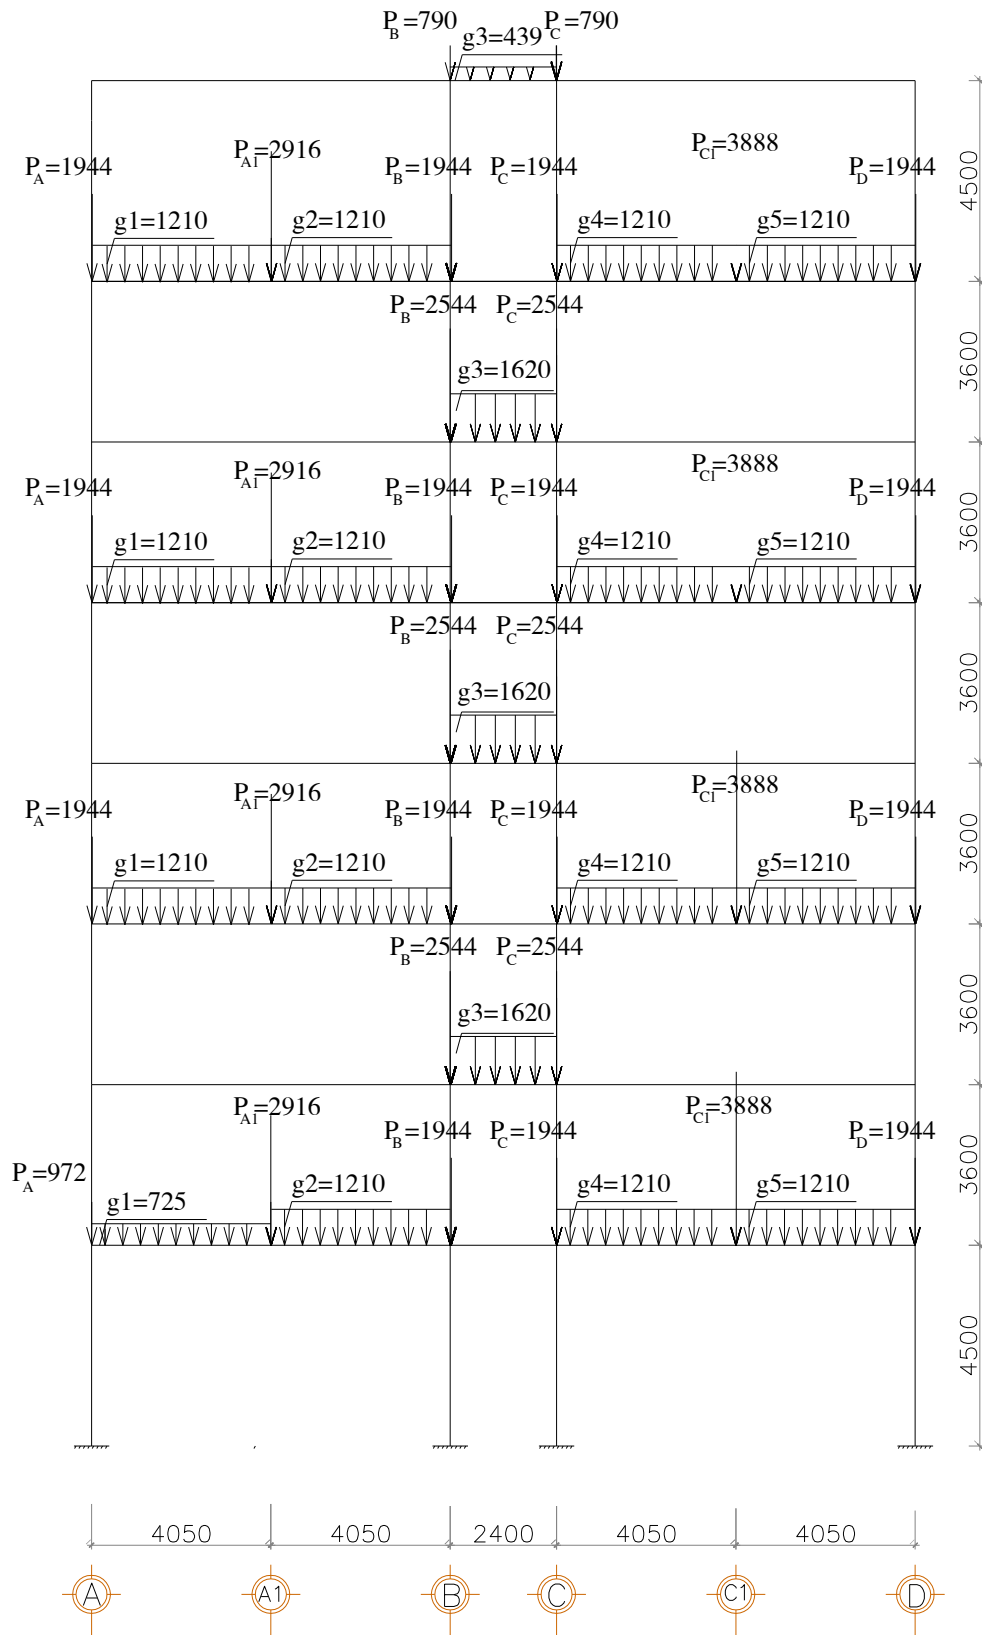 P_B=790 P_C=790
g3=439
P_A1=2916 P_C1=3888
P_A=1944 P_B=1944 P_C=1944 P_D=1944
4500
g1=1210 g2=1210 g4=1210 g5=1210
P_B=2544 P_C=2544
3600
g3=1620
P_A1=2916 P_C1=3888
P_A=1944 P_B=1944 P_C=1944 P_D=1944
3600
g1=1210 g2=1210 g4=1210 g5=1210
P_B=2544 P_C=2544
3600
g3=1620
P_A1=2916 P_C1=3888
P_A=1944 P_B=1944 P_C=1944 P_D=1944
3600
g1=1210 g2=1210 g4=1210 g5=1210
P_B=2544 P_C=2544
3600
g3=1620
P_A1=2916 P_C1=3888
P_B=1944 P_C=1944 P_D=1944
P_A=972
3600
g1=725 g2=1210 g4=1210 g5=1210
4500
4050 4050 2400 4050 4050
A A1 B C C1 D